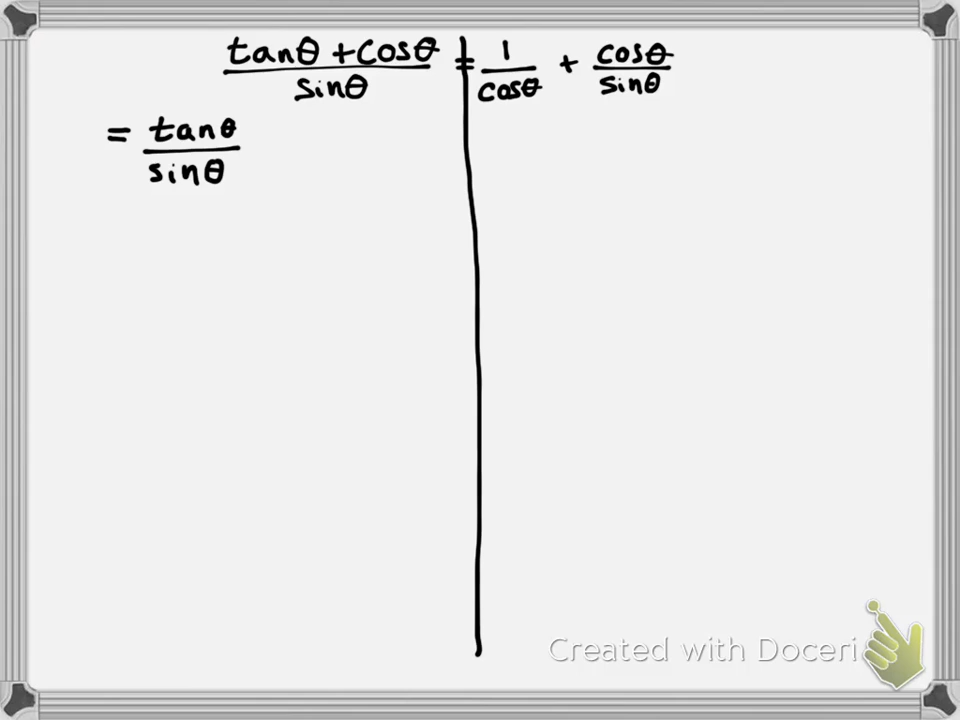 tanθ + cosθ / sinθ = 1 / cosθ + cosθ / sinθ
= tanθ / sinθ
Created with Doceri